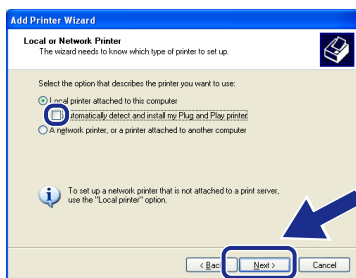 Add Printer Wizard
Local or Network Printer
The wizard needs to know which type of printer to set up.
Select the option that describes the printer you want to use:
Local printer attached to this computer
Automatically detect and install my Plug and Play printer
A network printer, or a printer attached to another computer
To set up a network printer that is not attached to a print server,
use the "Local printer" option.
< Back
Next >
Cancel